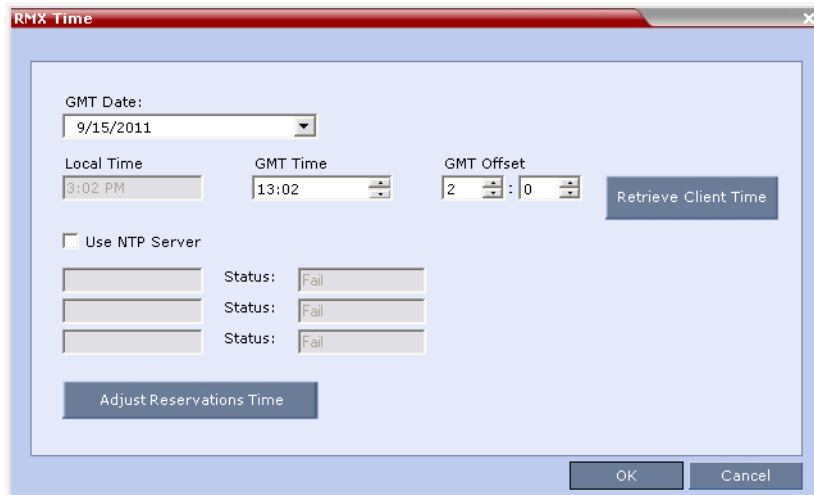 RMX Time
GMT Date:
9/15/2011
Local Time GMT Time GMT Offset
3:02 PM 13:02 2 : 0 Retrieve Client Time
Use NTP Server
Status: Fail
Status: Fail
Status: Fail
Adjust Reservations Time
OK Cancel